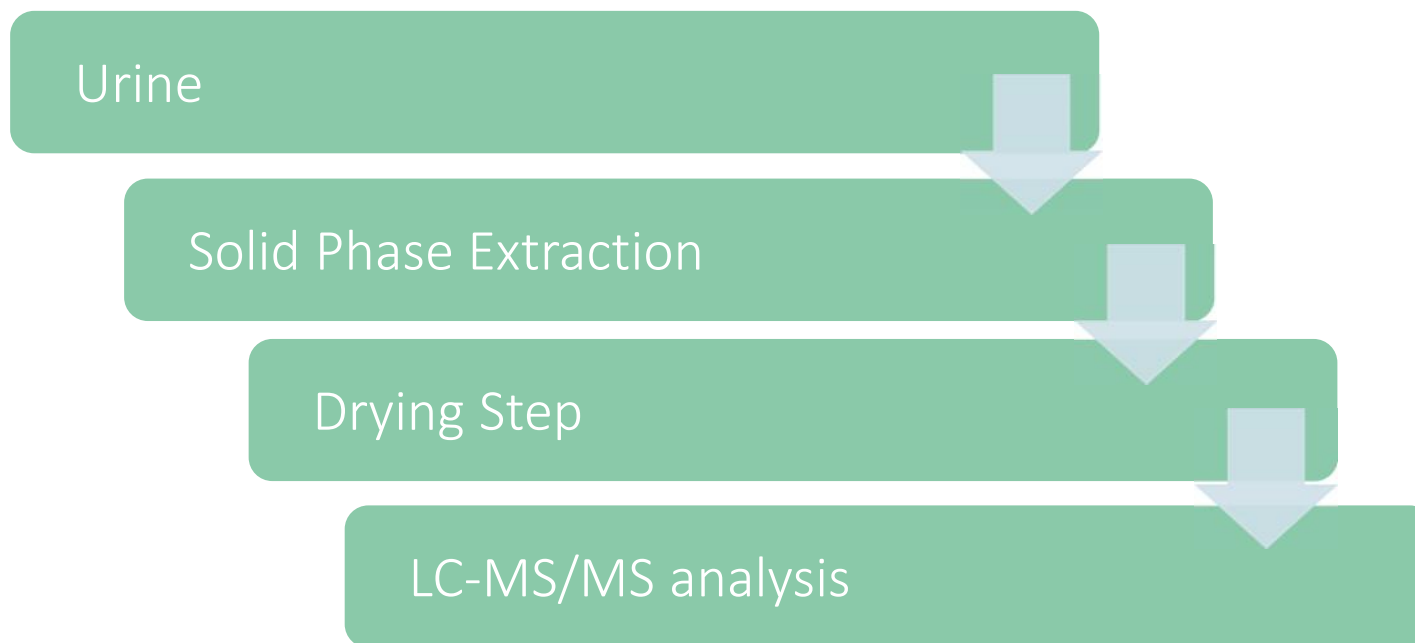 Urine
Solid Phase Extraction
Drying Step
LC-MS/MS analysis